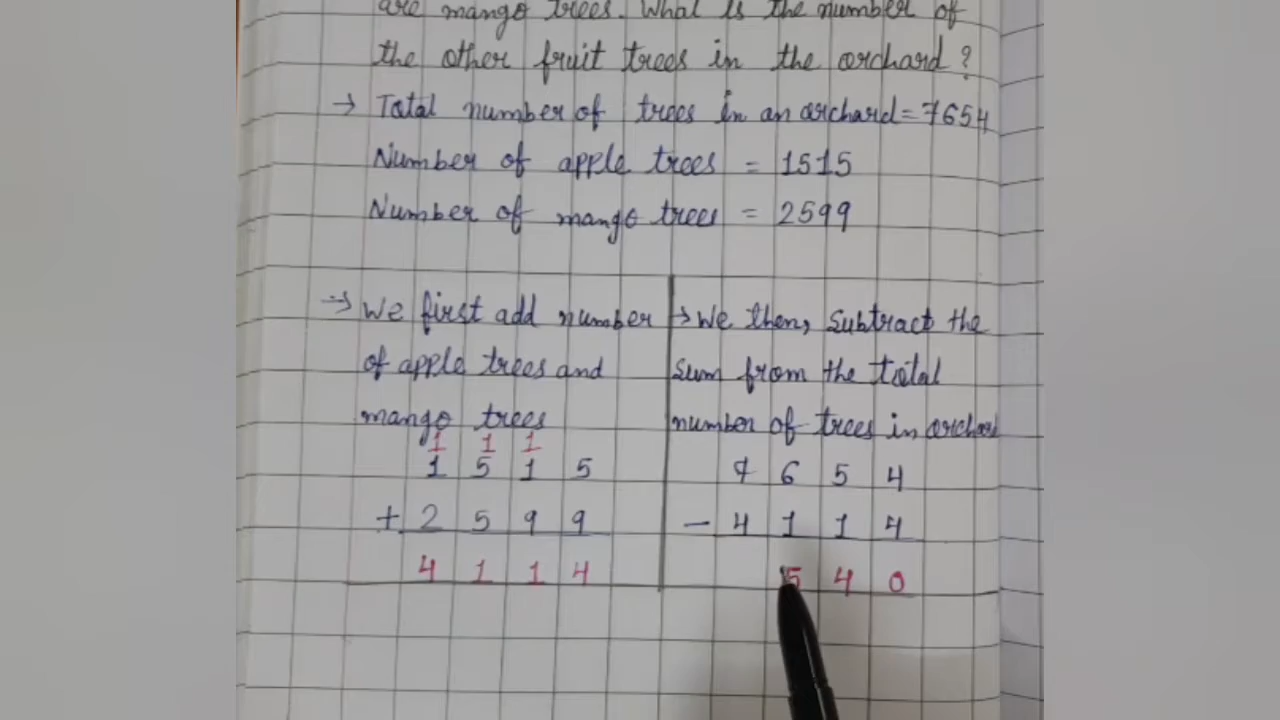 are mango trees. What is the number of
the other fruit trees in the orchard?
→ Total number of trees in an orchard = 7654
Number of apple trees = 1515
Number of mango trees = 2599
→ We first add number
of apple trees and
mango trees
1 1 1
1 5 1 5
+ 2 5 9 9
4 1 1 4
→ We then, subtract the
sum from the total
number of trees in orchard
7 6 5 4
- 4 1 1 4
5 4 0